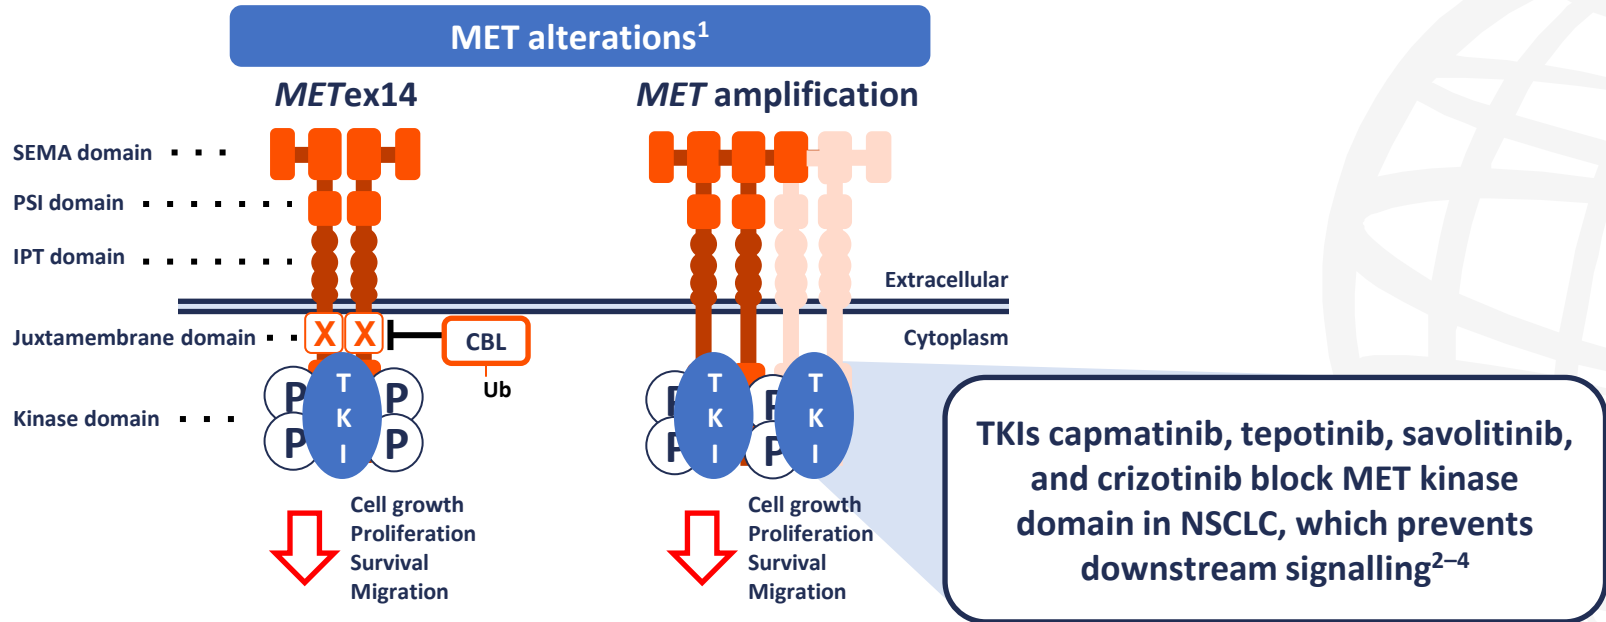 MET alterations¹
METex14
MET amplification
SEMA domain
PSI domain
IPT domain
Extracellular
Juxtamembrane domain
X X
CBL
Cytoplasm
Ub
Kinase domain
P P
P P
T
K
I
P P
P P
T
K
I
T
K
I
Cell growth
Proliferation
Survival
Migration
Cell growth
Proliferation
Survival
Migration
TKIs capmatinib, tepotinib, savolitinib,
and crizotinib block MET kinase
domain in NSCLC, which prevents
downstream signalling²⁻⁴